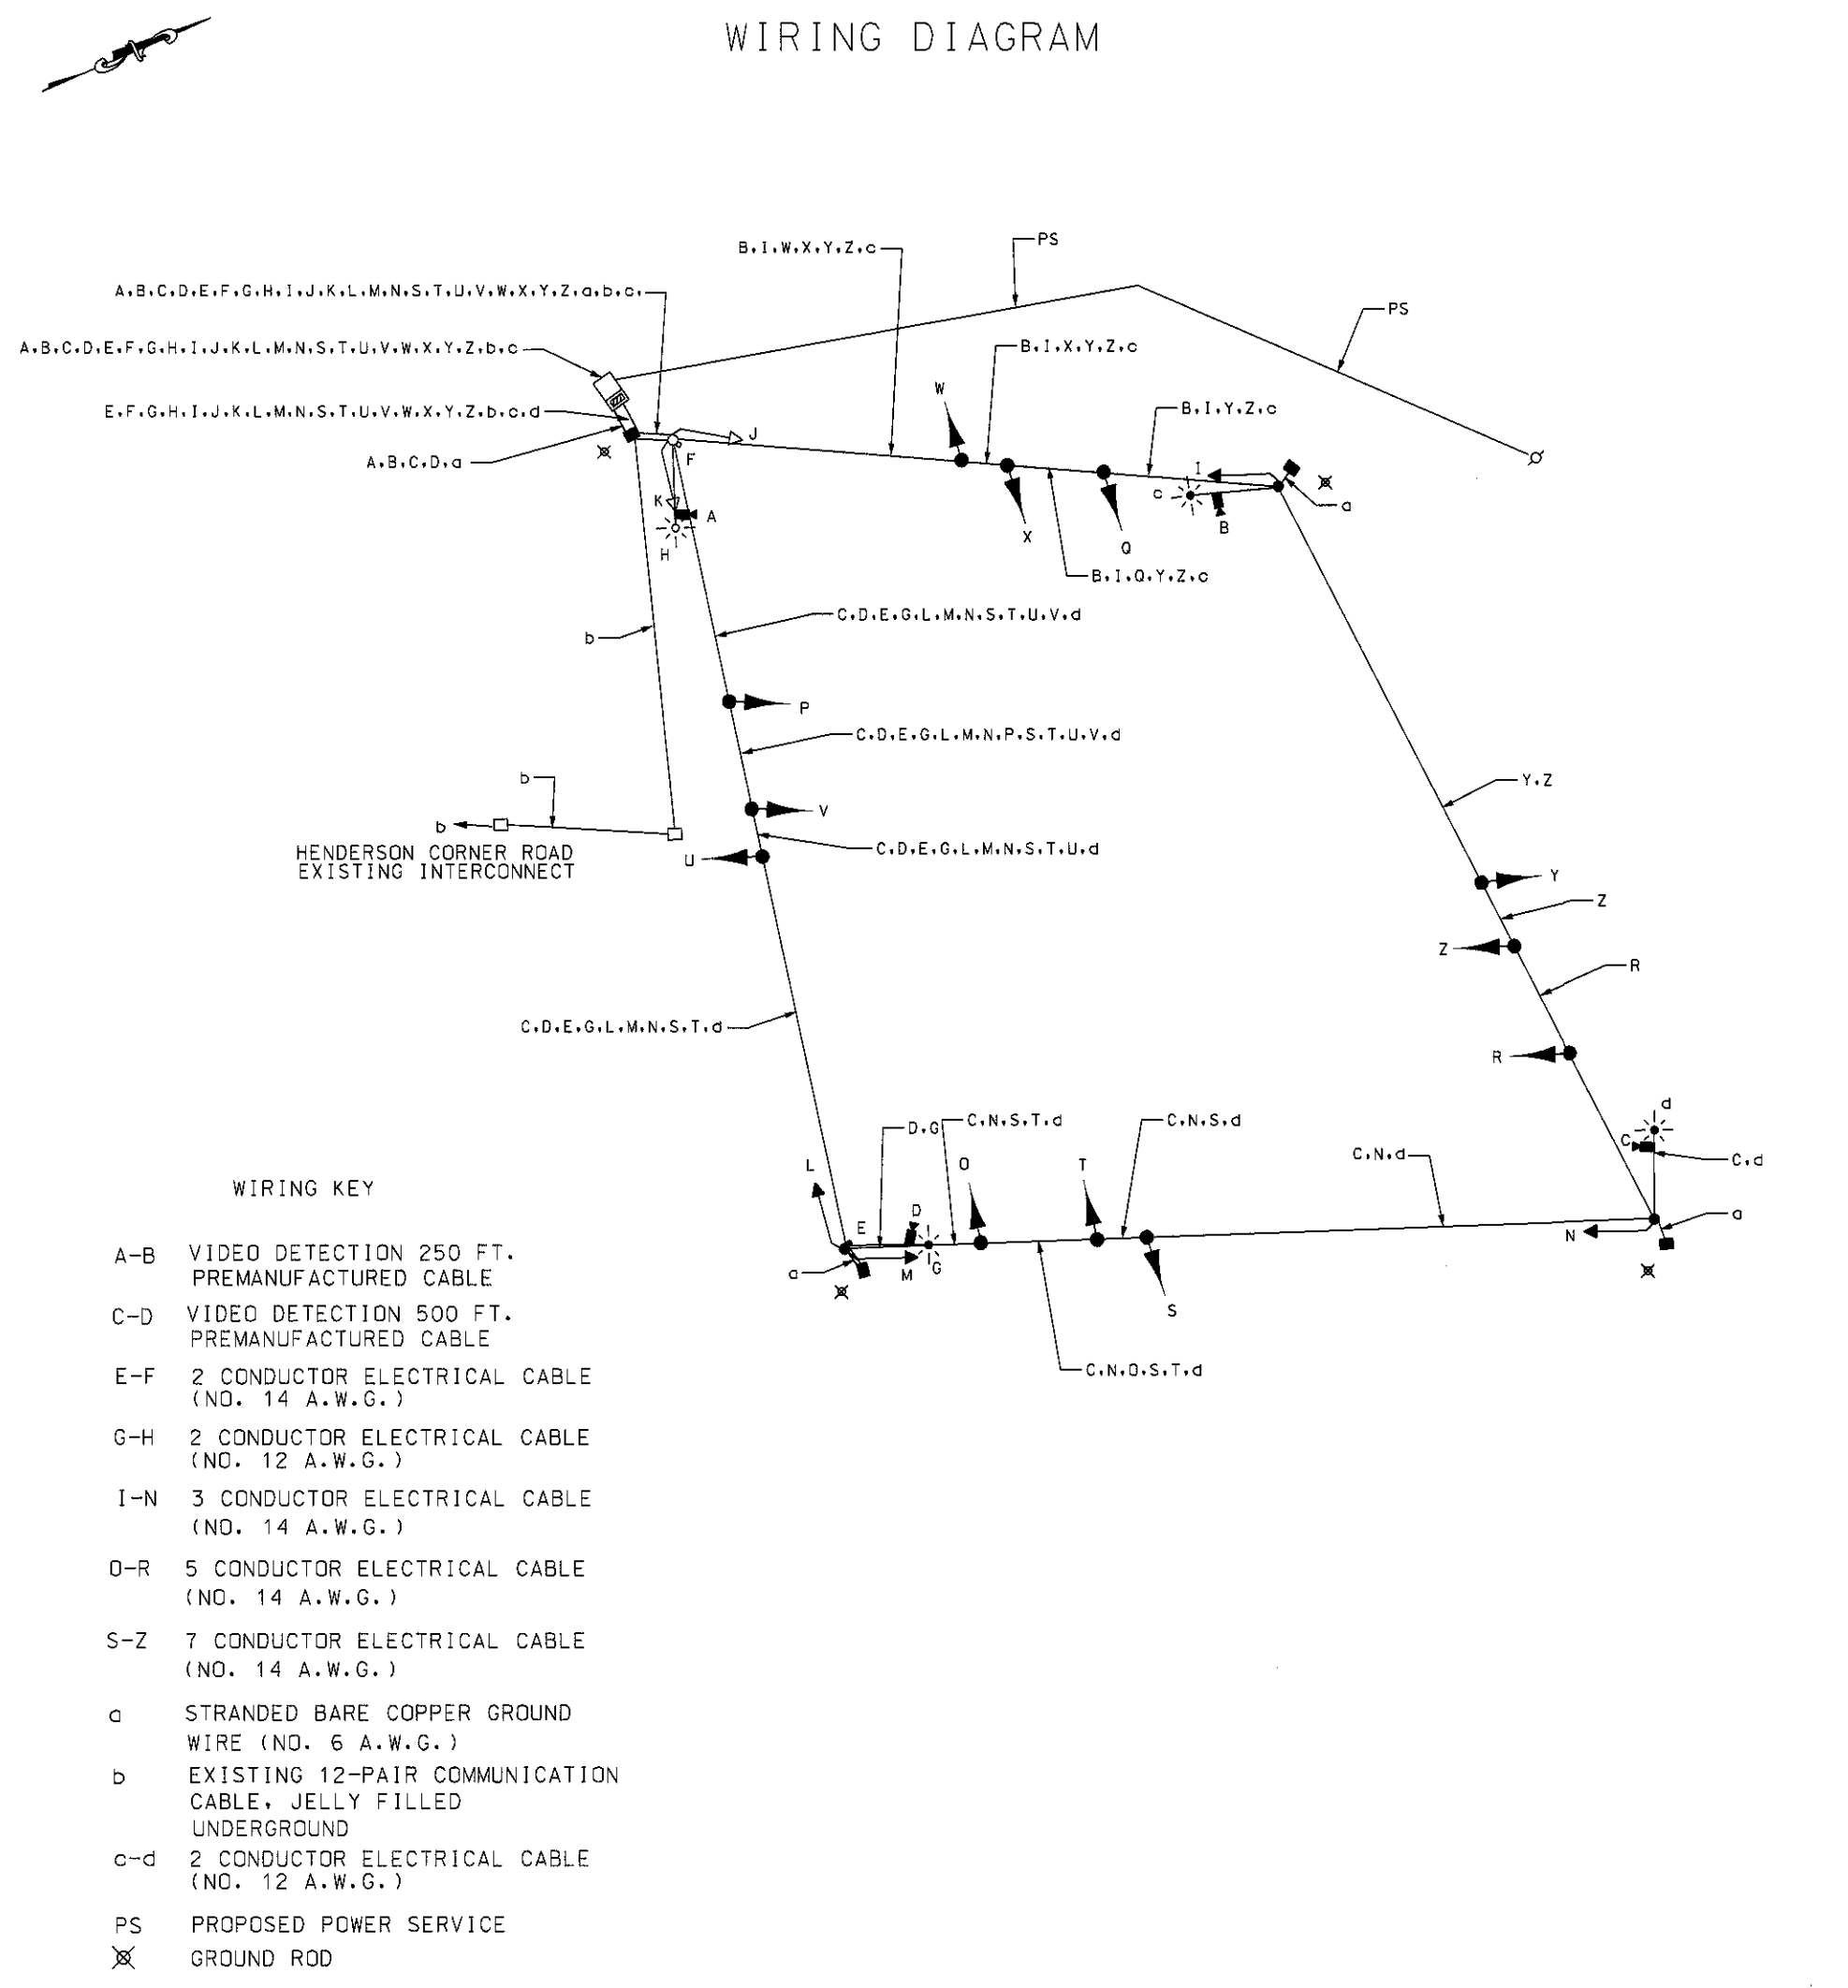 WIRING DIAGRAM
PS
B,I,W,X,Y,Z,c
A,B,C,D,E,F,G,H,I,J,K,L,M,N,S,T,U,V,W,X,Y,Z,a,b,c,
PS
A,B,C,D,E,F,G,H,I,J,K,L,M,N,S,T,U,V,W,X,Y,Z,b,c
B,I,X,Y,Z,c
W
E,F,G,H,I,J,K,L,M,N,S,T,U,V,W,X,Y,Z,b,c,d
B,I,Y,Z,c
J
A,B,C,D,a
F
I
c
a
K
A
B
X
Q
H
B,I,Q,Y,Z,c
C,D,E,G,L,M,N,S,T,U,V,d
b
P
C,D,E,G,L,M,N,P,S,T,U,V,d
b
Y,Z
V
b
C,D,E,G,L,M,N,S,T,U,d
HENDERSON CORNER ROAD
EXISTING INTERCONNECT
U
Y
Z
Z
R
C,D,E,G,L,M,N,S,T,d
R
d
D,G
C,N,S,T,d
C,N,S,d
C
C,N,d
C,d
L
O
T
D
E
a
N
a
M
G
S
C,N,O,S,T,d
WIRING KEY
A-B VIDEO DETECTION 250 FT.
PREMANUFACTURED CABLE
C-D VIDEO DETECTION 500 FT.
PREMANUFACTURED CABLE
E-F 2 CONDUCTOR ELECTRICAL CABLE
(NO. 14 A.W.G.)
G-H 2 CONDUCTOR ELECTRICAL CABLE
(NO. 12 A.W.G.)
I-N 3 CONDUCTOR ELECTRICAL CABLE
(NO. 14 A.W.G.)
O-R 5 CONDUCTOR ELECTRICAL CABLE
(NO. 14 A.W.G.)
S-Z 7 CONDUCTOR ELECTRICAL CABLE
(NO. 14 A.W.G.)
a STRANDED BARE COPPER GROUND
WIRE (NO. 6 A.W.G.)
b EXISTING 12-PAIR COMMUNICATION
CABLE, JELLY FILLED
UNDERGROUND
c-d 2 CONDUCTOR ELECTRICAL CABLE
(NO. 12 A.W.G.)
PS PROPOSED POWER SERVICE
GROUND ROD